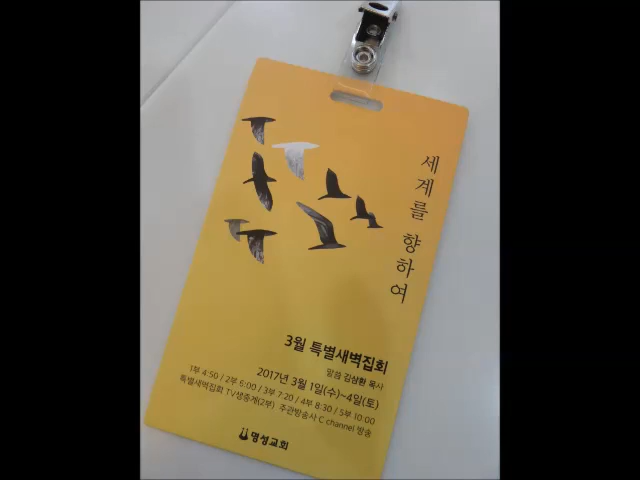 세계를 향하여
3월 특별새벽집회
말씀 김삼환 목사
2017년 3월 1일(수)~4일(토)
1부 4:50 / 2부 6:00 / 3부 7:20 / 4부 8:30 / 5부 10:00
특별새벽집회 TV생중계(2부) 주관방송사 C channel 방송
명성교회